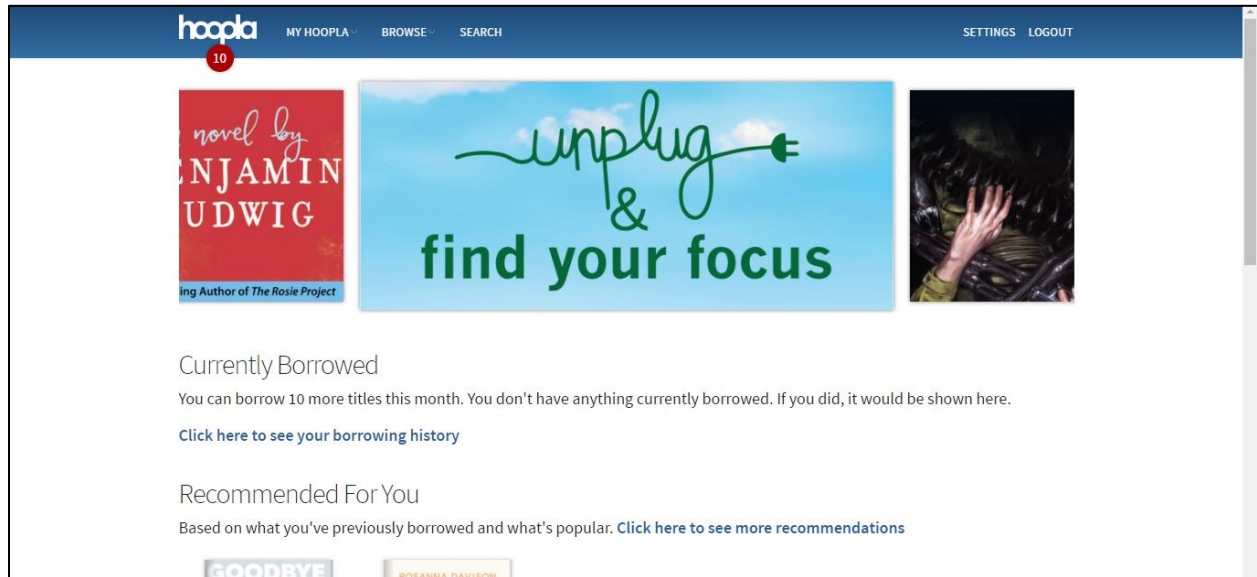 hoopla MY HOOPLA BROWSE SEARCH SETTINGS LOGOUT
10
novel by
ENJAMIN
UDWIG
ing Author of The Rosie Project
unplug
&
find your focus
Currently Borrowed
You can borrow 10 more titles this month. You don't have anything currently borrowed. If you did, it would be shown here.
Click here to see your borrowing history
Recommended For You
Based on what you've previously borrowed and what's popular. Click here to see more recommendations
GOODBYE
ROSANNA DAVISON